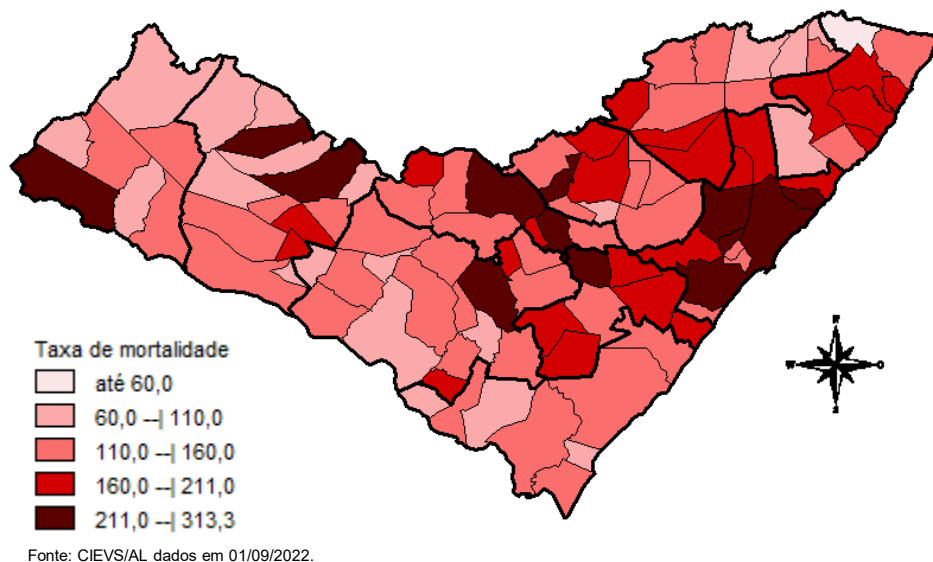 N
W
O
S
Taxa de mortalidade
até 60,0
60,0 --| 110,0
110,0 --| 160,0
160,0 --| 211,0
211,0 --| 313,3
Fonte: CIEVS/AL dados em 01/09/2022.